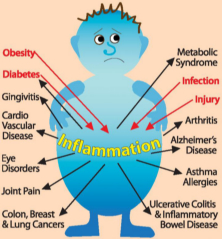 Obesity
Diabetes
Gingivitis
Cardio
Vascular
Disease
Eye
Disorders
Joint Pain
Colon, Breast
& Lung Cancers
Inflammation
Metabolic
Syndrome
Infection
Injury
Arthritis
Alzheimer's
Disease
Asthma
Allergies
Ulcerative Colitis
& Inflammatory
Bowel Disease